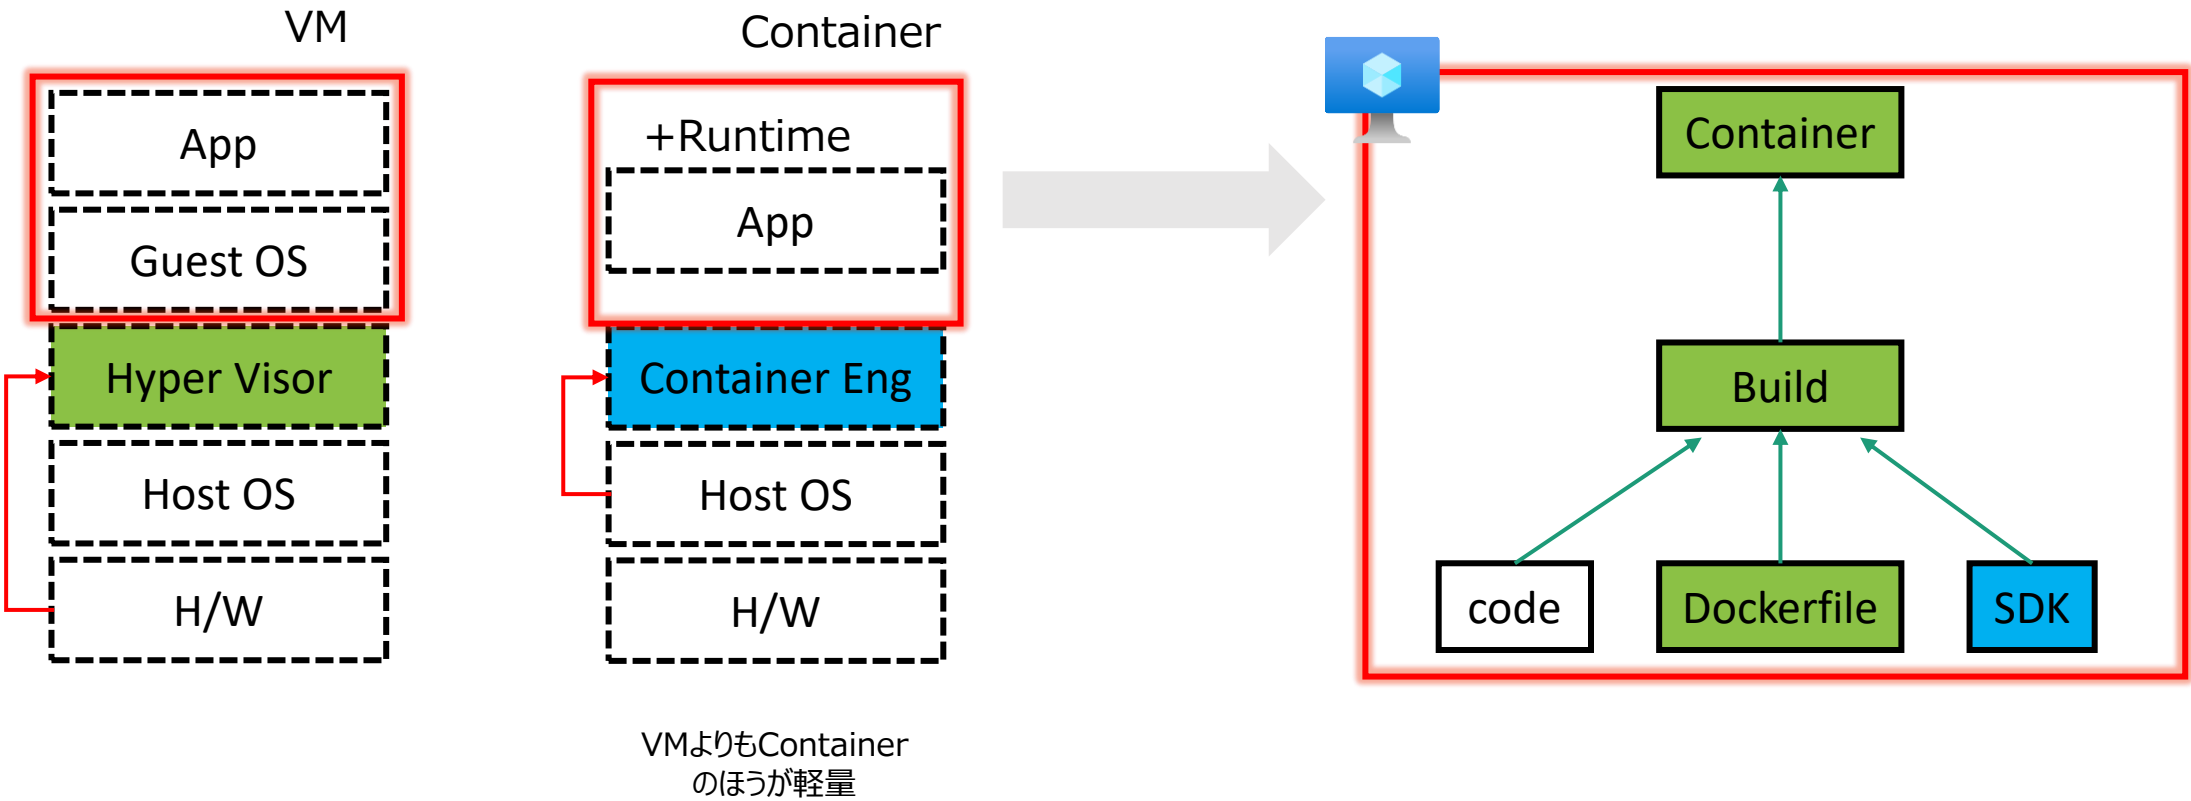 VM
App
Guest OS
Hyper Visor
Host OS
H/W
Container
+Runtime
App
Container Eng
Host OS
H/W
VMよりもContainer
のほうが軽量
Container
Build
code
Dockerfile
SDK